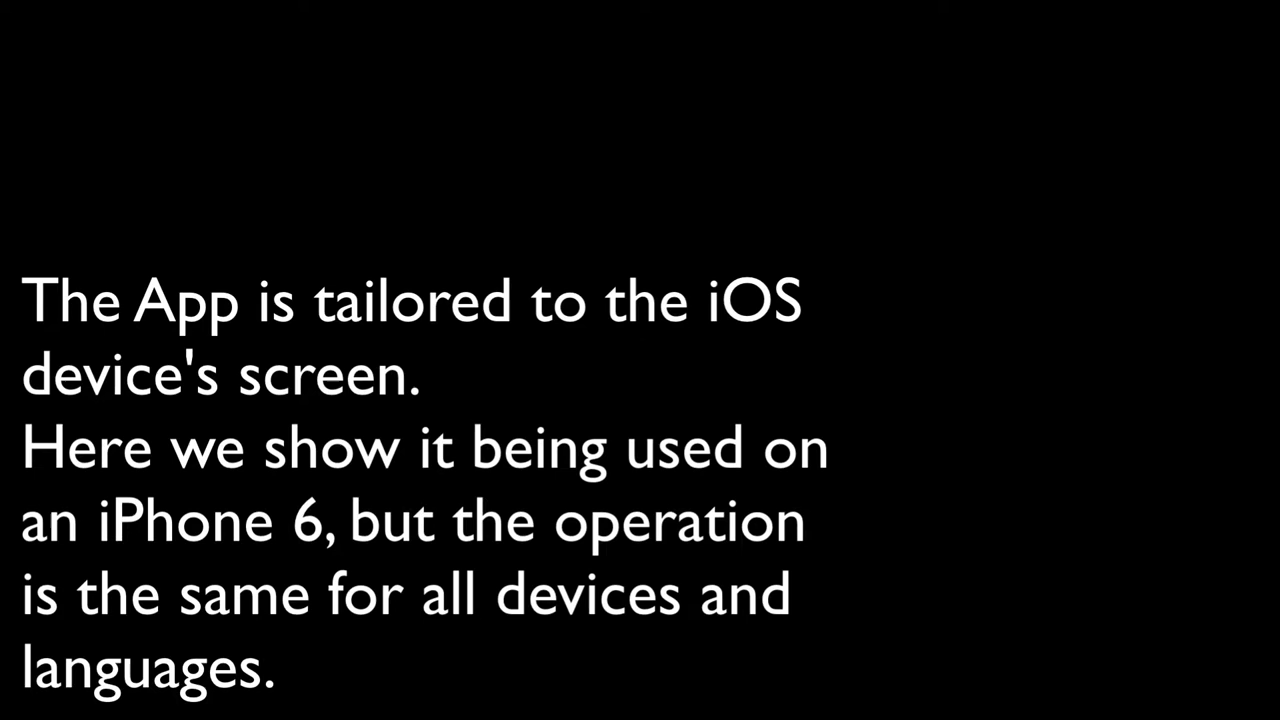 The App is tailored to the iOS
device's screen.
Here we show it being used on
an iPhone 6, but the operation
is the same for all devices and
languages.